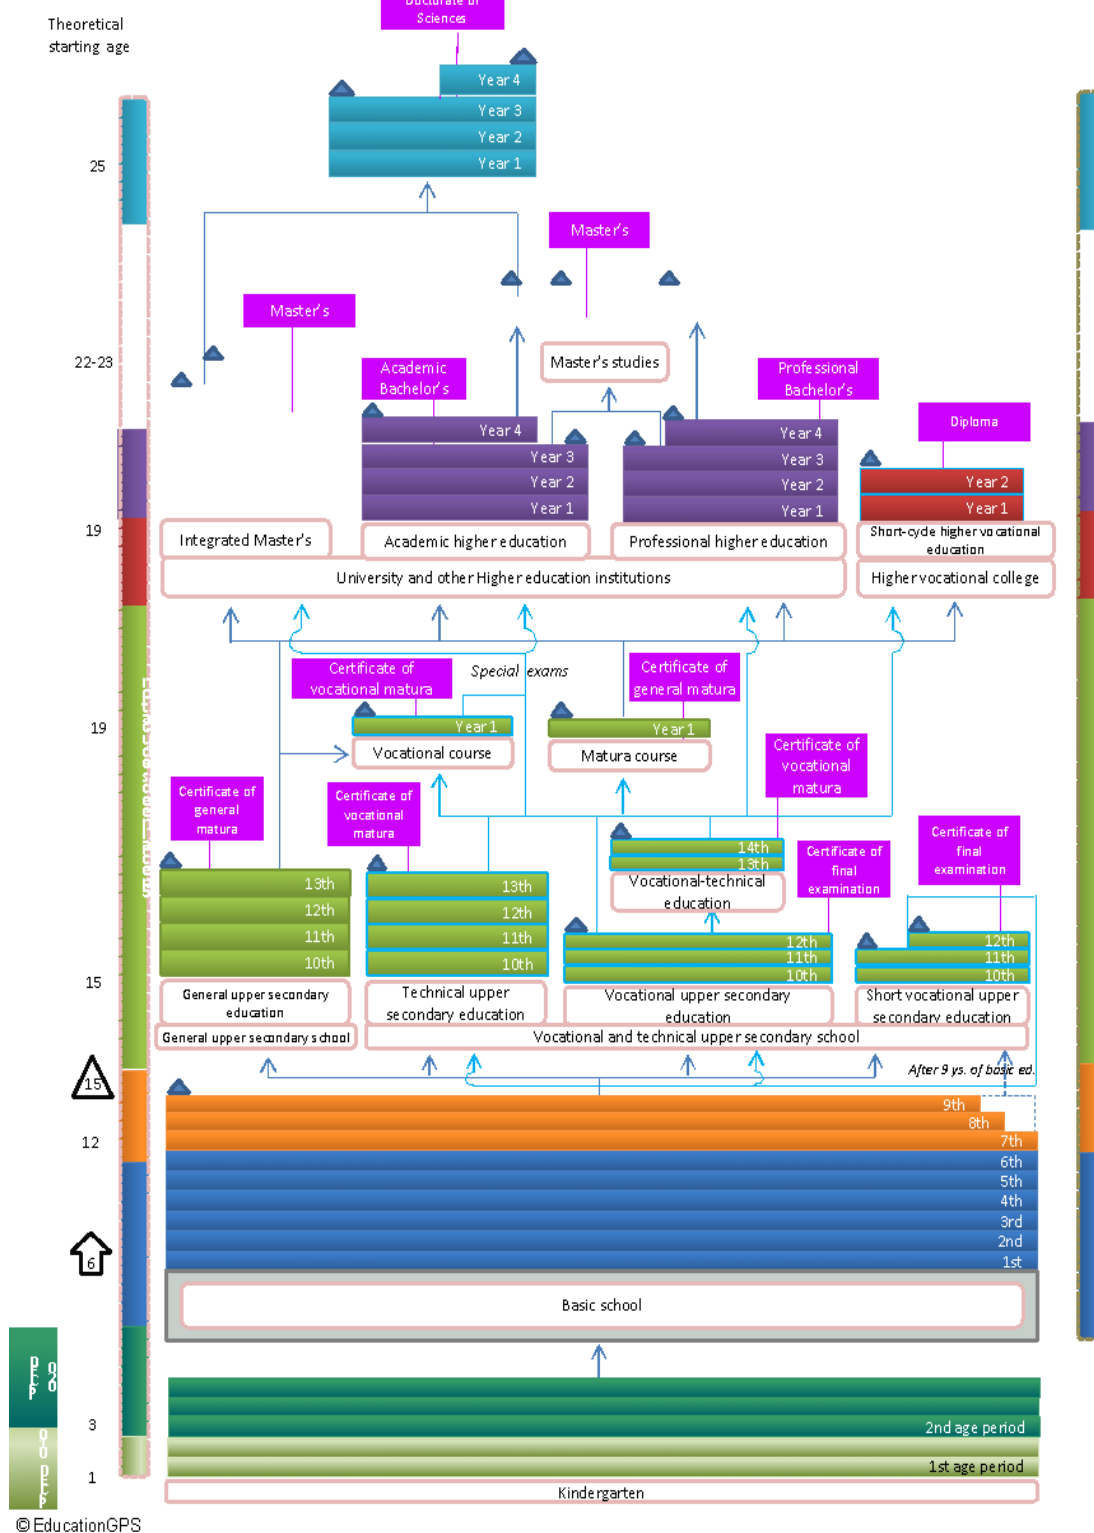 Theoretical
starting age
Doctorate of
Sciences
Year 4
Year 3
Year 2
Year 1
25
Master's
Master's
22-23
Master's studies
Academic
Bachelor's
Professional
Bachelor's
Diploma
Year 4
Year 3
Year 2
Year 1
Year 4
Year 3
Year 2
Year 1
Year 2
Year 1
19
Integrated Master's
Academic higher education
Professional higher education
Short-cycle higher vocational
education
University and other Higher education institutions
Higher vocational college
Special exams
Certificate of
vocational matura
Certificate of
general matura
19
Year 1
Vocational course
Year 1
Matura course
Certificate of
vocational
matura
Certificate of
general
matura
Certificate of
vocational
matura
Certificate of
final
examination
Certificate of
final
examination
14th
13th
Vocational-technical
education
13th
12th
11th
10th
13th
12th
11th
10th
12th
11th
10th
12th
11th
10th
15
General upper secondary
education
Technical upper
secondary education
Vocational upper secondary
education
Short vocational upper
secondary education
General upper secondary school
Vocational and technical upper secondary school
After 9 ys. of basic ed.
15
9th
8th
7th
12
6th
5th
4th
3rd
2nd
1st
6
Basic school
3
2nd age period
1st age period
1
Kindergarten
© EducationGPS